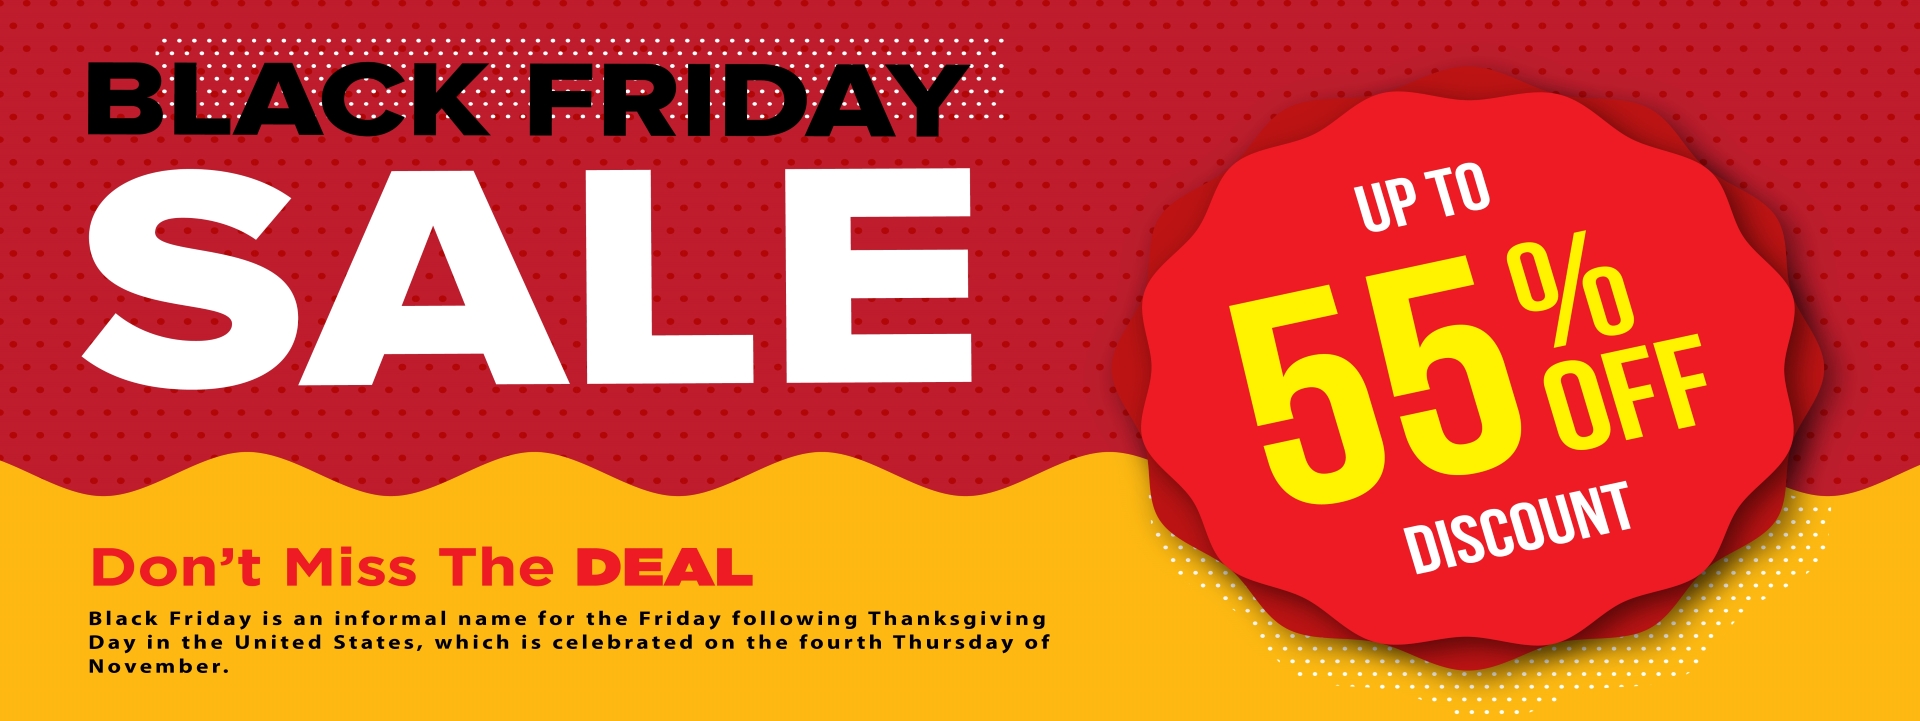 BLACK FRIDAY
SALE
UP TO
55% OFF
DISCOUNT
Don't Miss The DEAL
Black Friday is an informal name for the Friday following Thanksgiving
Day in the United States, which is celebrated on the fourth Thursday of
November.